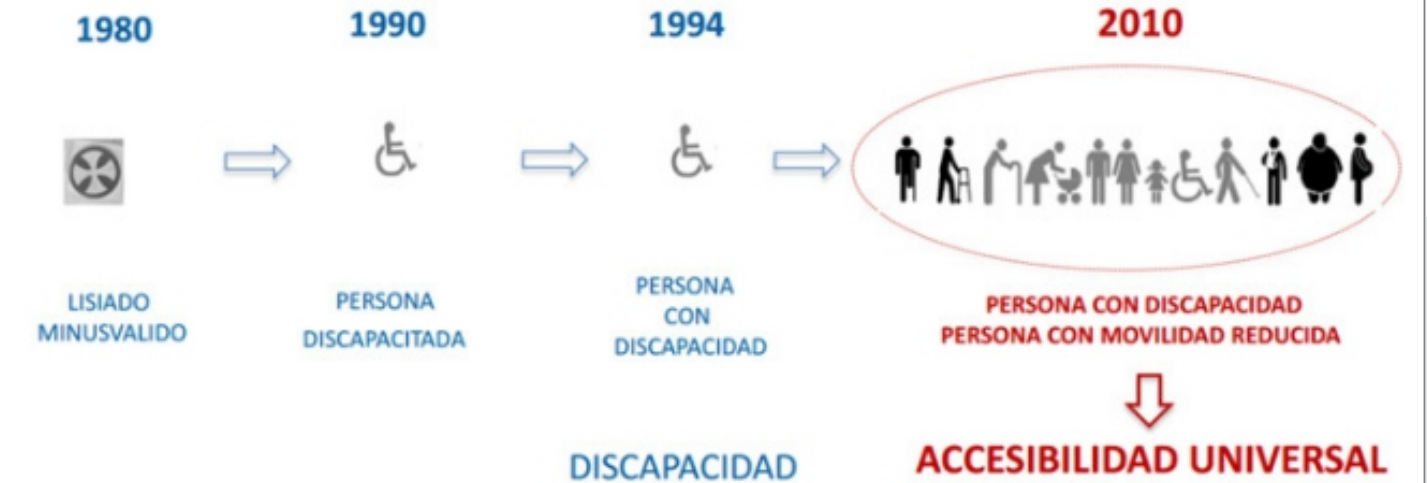 1980
1990
1994
2010
LISIADO
MINUSVALIDO
PERSONA
DISCAPACITADA
PERSONA
CON
DISCAPACIDAD
PERSONA CON DISCAPACIDAD
PERSONA CON MOVILIDAD REDUCIDA
DISCAPACIDAD
ACCESIBILIDAD UNIVERSAL